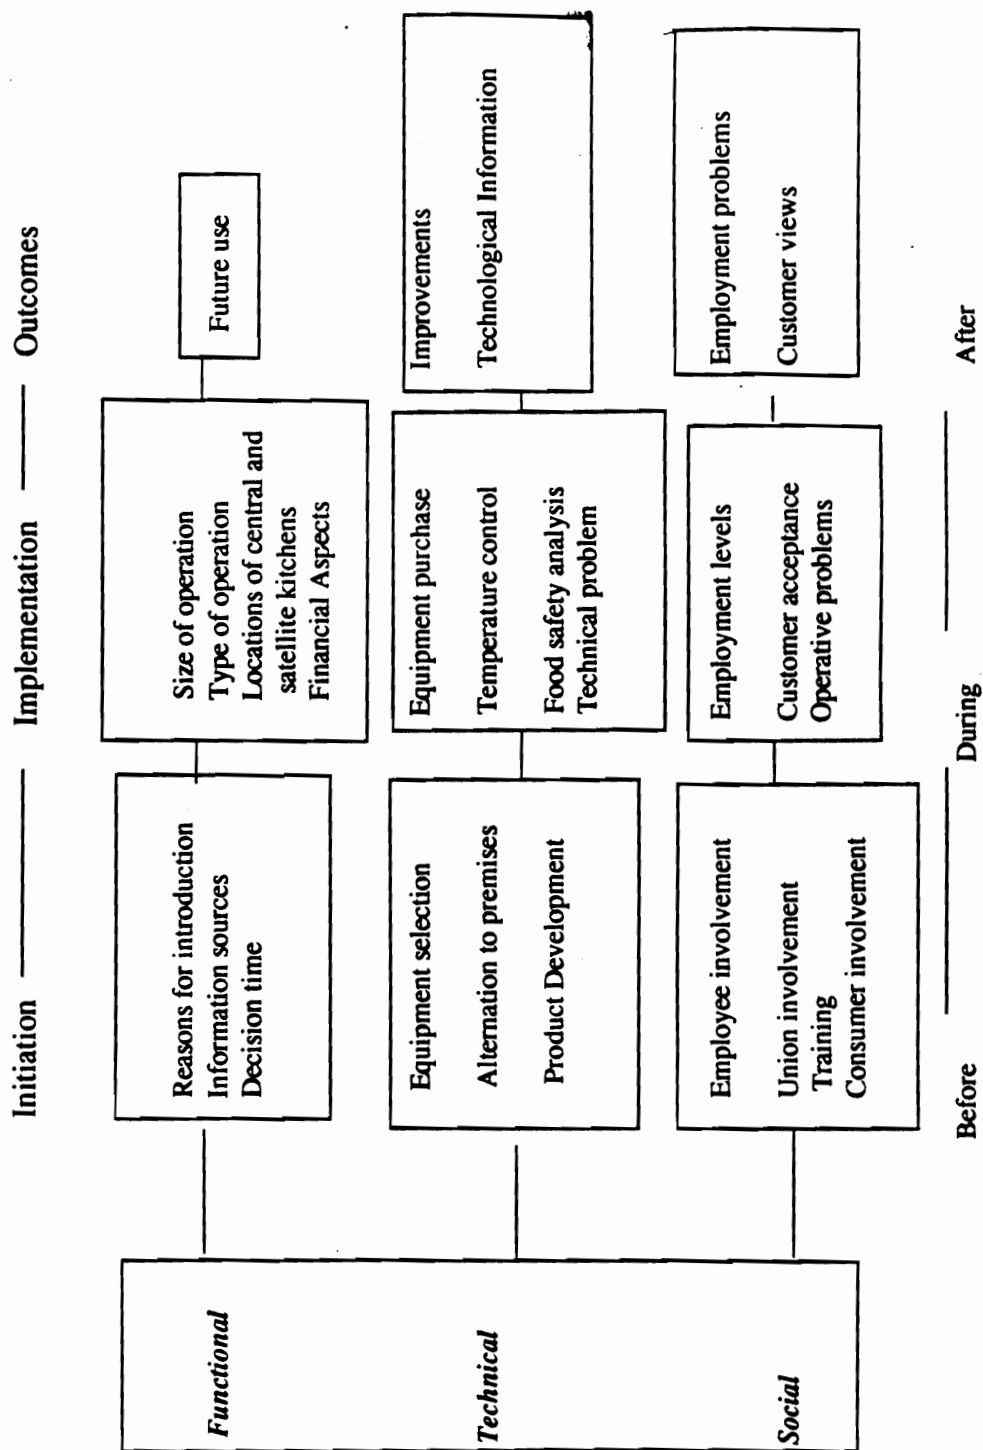 Initiation
Implementation
Outcomes
Functional
Reasons for introduction
Information sources
Decision time
Size of operation
Type of operation
Locations of central and
satellite kitchens
Financial Aspects
Future use
Technical
Equipment selection
Alternation to premises
Product Development
Equipment purchase
Temperature control
Food safety analysis
Technical problem
Improvements
Technological Information
Social
Employee involvement
Union involvement
Training
Consumer involvement
Employment levels
Customer acceptance
Operative problems
Employment problems
Customer views
Before
During
After